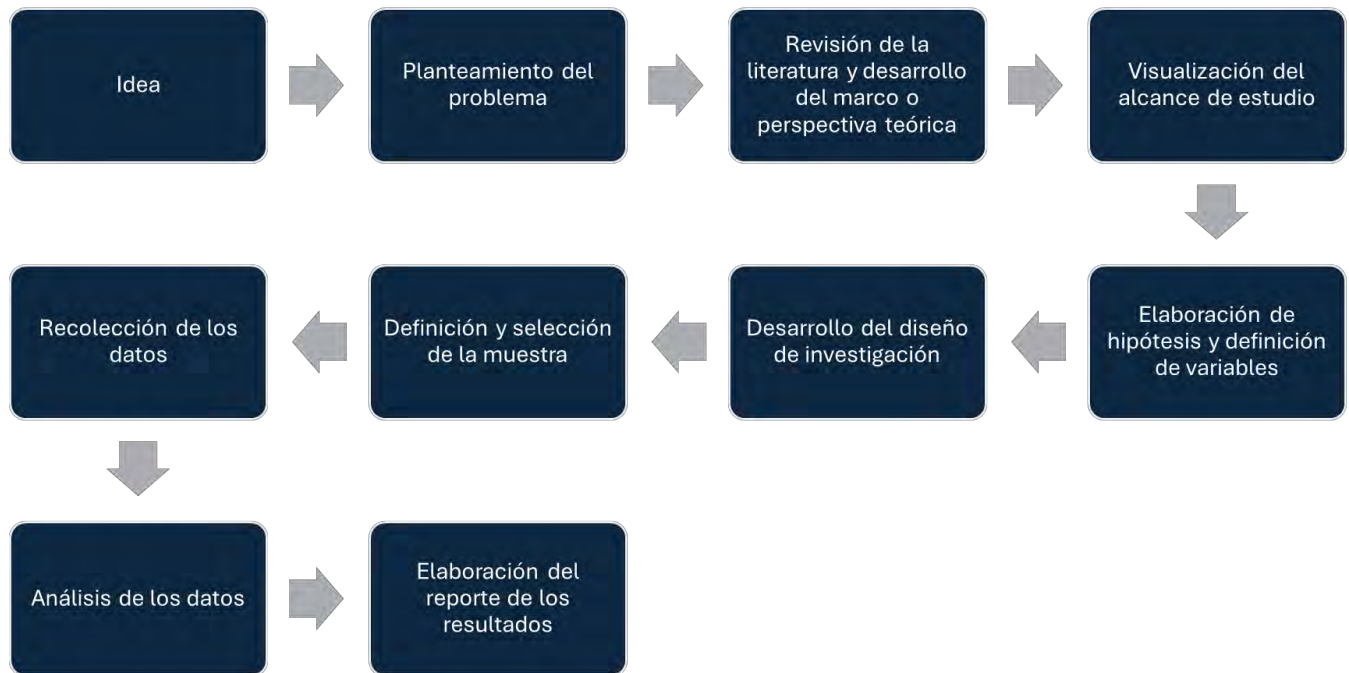 Idea
Planteamiento del
problema
Revisión de la
literatura y desarrollo
del marco o
perspectiva teórica
Visualización del
alcance de estudio
Elaboración de
hipótesis y definición
de variables
Desarrollo del diseño
de investigación
Definición y selección
de la muestra
Recolección de los
datos
Análisis de los datos
Elaboración del
reporte de los
resultados